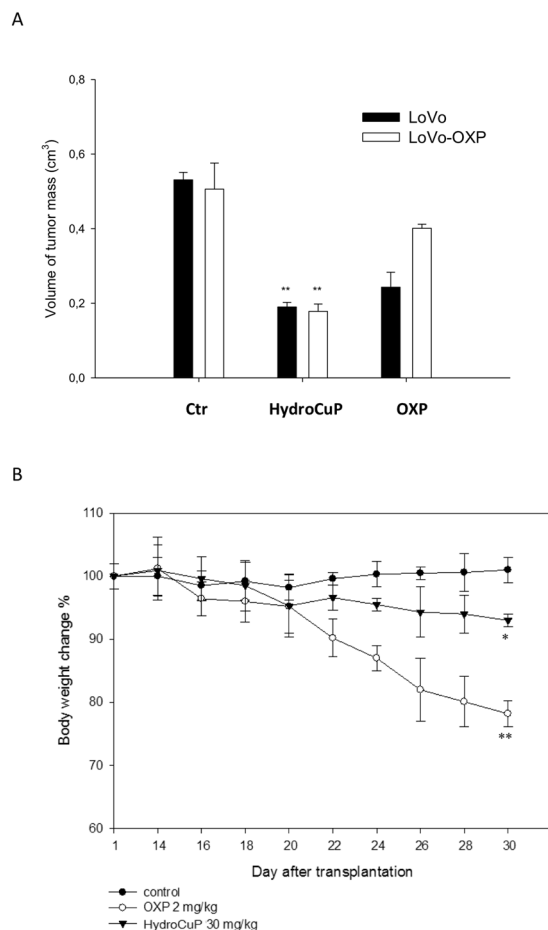 A
0,8
LoVo
LoVo-OXP
0,6
0,4
0,2
0,0
Volume of tumor mass (cm³)
** **
Ctr HydroCuP OXP
B
110
100
90
80
70
60
Body weight change %
*
**
1 14 16 18 20 22 24 26 28 30
Day after transplantation
control
OXP 2 mg/kg
HydroCuP 30 mg/kg